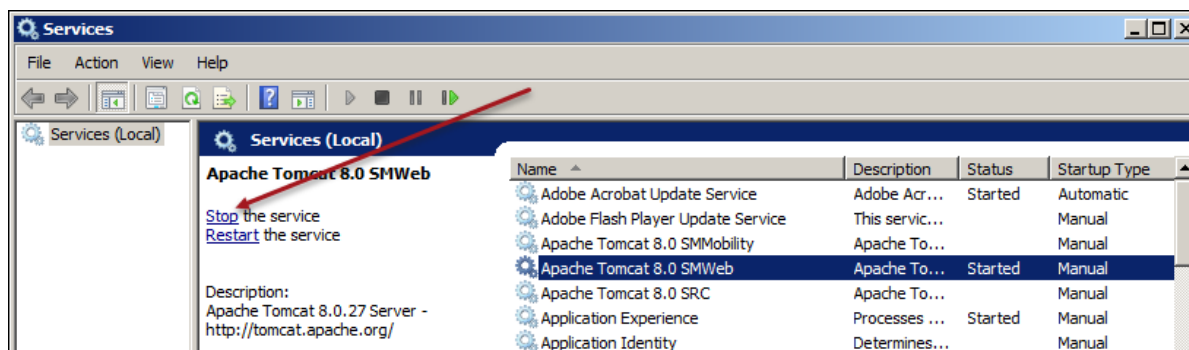 Services
File Action View Help
Services (Local)
Services (Local)
Apache Tomcat 8.0 SMWeb
Stop the service
Restart the service
Description:
Apache Tomcat 8.0.27 Server -
http://tomcat.apache.org/
Name Description Status Startup Type
Adobe Acrobat Update Service Adobe Acr... Started Automatic
Adobe Flash Player Update Service This servic... Manual
Apache Tomcat 8.0 SMMobility Apache To... Manual
Apache Tomcat 8.0 SMWeb Apache To... Started Manual
Apache Tomcat 8.0 SRC Apache To... Manual
Application Experience Processes ... Started Manual
Application Identity Determines... Manual